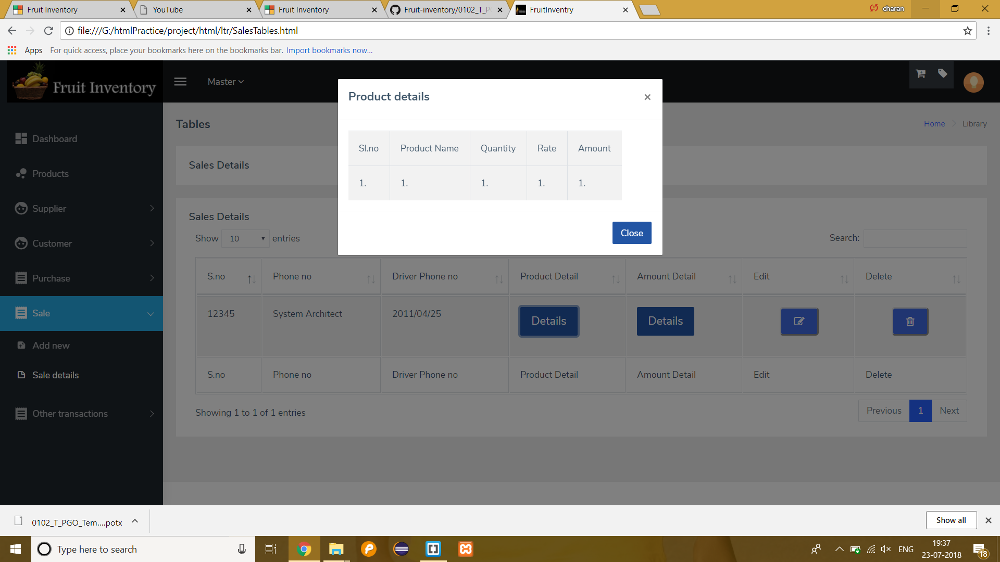 Fruit Inventory
YouTube
Fruit Inventory
Fruit-inventory/0102_T_P
FruitInventry
charan
file:///G:/htmlPractice/project/html/ltr/SalesTables.html
Apps For quick access, place your bookmarks here on the bookmarks bar. Import bookmarks now...
Fruit Inventory
Master
Product details
×
Tables
Home Library
Dashboard
Products
Supplier
Customer
Purchase
Sale
Add new
Sale details
Other transactions
Sl.no Product Name Quantity Rate Amount
1. 1. 1. 1. 1.
Close
Sales Details
Sales Details
Show 10 entries
Search:
S.no Phone no Driver Phone no Product Detail Amount Detail Edit Delete
12345 System Architect 2011/04/25 Details Details
S.no Phone no Driver Phone no Product Detail Amount Detail Edit Delete
Showing 1 to 1 of 1 entries
Previous 1 Next
0102_T_PGO_Tem....potx
Show all
Type here to search
ENG
19:37
23-07-2018
18